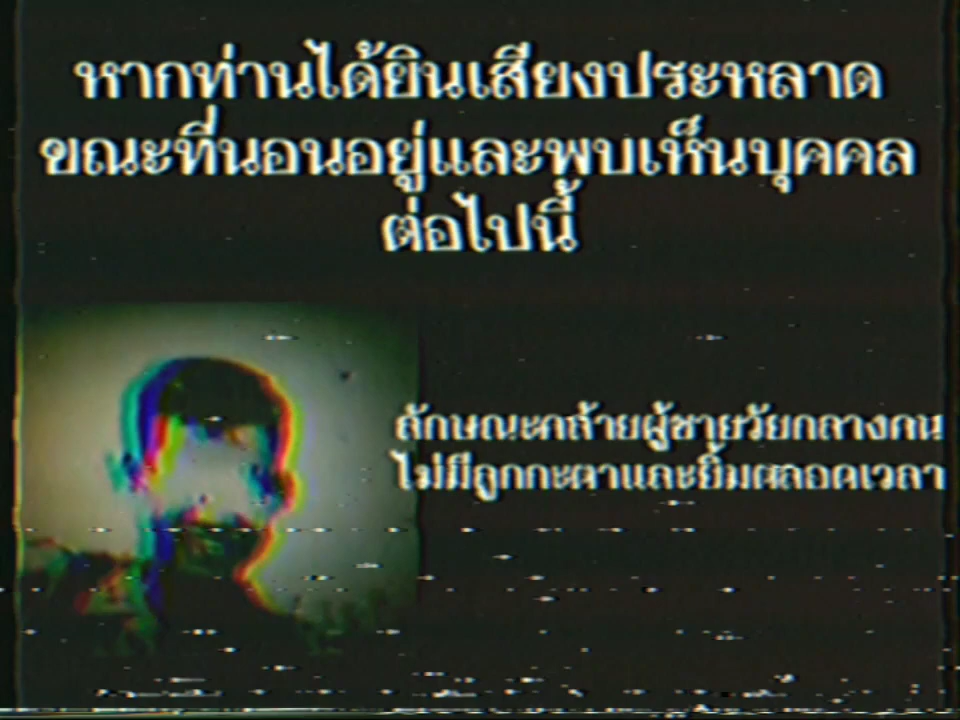 หากท่านได้ยินเสียงประหลาด
ขณะที่นอนอยู่และพบเห็นบุคคล
ต่อไปนี้
ลักษณะคล้ายผู้ชายวัยกลางคน
ไม่มีลูกกะตาและยิ้มตลอดเวลา